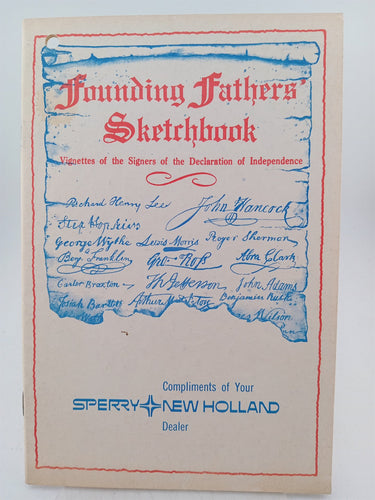 Founding Fathers'
Sketchbook
Vignettes of the Signers of the Declaration of Independence
Richard Henry Lee John Hancock
Step Hopkins
George Wythe Lewis Morris Roger Sherman
Benj Franklin Geo. Ross Abra Clark
Carter Braxton Th Jefferson John Adams
Josiah Bartlett Arthur Middleton Benjamin Rush
Wilson
Compliments of Your
SPERRY NEW HOLLAND
Dealer